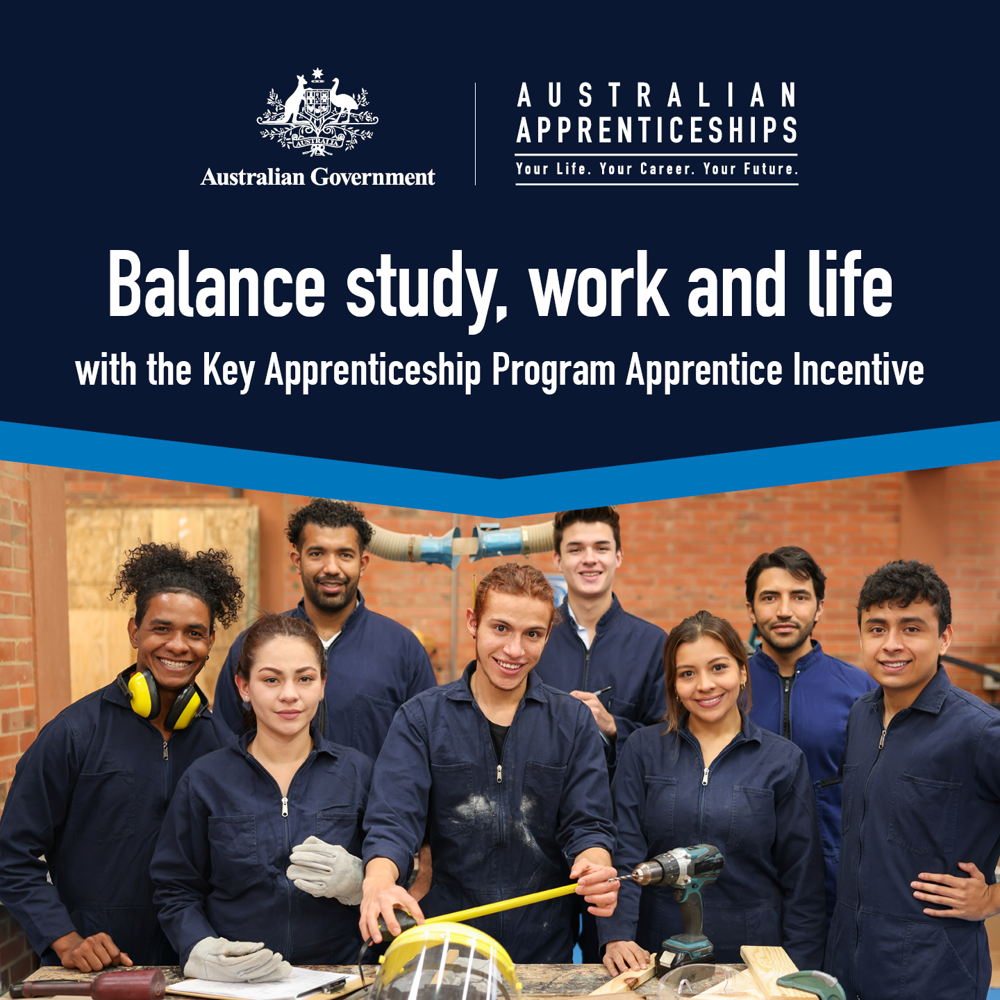 AUSTRALIA
Australian Government
AUSTRALIAN
APPRENTICESHIPS
Your Life. Your Career. Your Future.
Balance study, work and life
with the Key Apprenticeship Program Apprentice Incentive